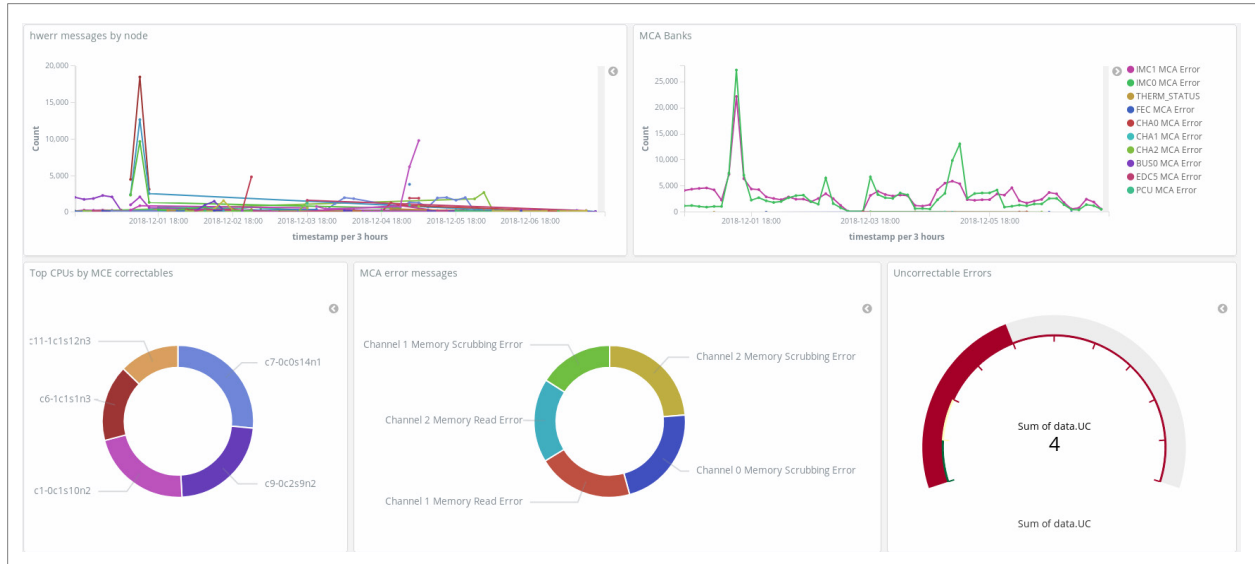 hwerr messages by node
20,000
15,000
10,000
5,000
0
Count
2018-12-01 18:00
2018-12-02 18:00
2018-12-03 18:00
2018-12-04 18:00
2018-12-05 18:00
2018-12-06 18:00
timestamp per 3 hours
MCA Banks
25,000
20,000
15,000
10,000
5,000
0
Count
2018-12-01 18:00
2018-12-03 18:00
2018-12-05 18:00
timestamp per 3 hours
IMC1 MCA Error
IMC0 MCA Error
THERM_STATUS
FEC MCA Error
CHA0 MCA Error
CHA1 MCA Error
CHA2 MCA Error
BUS0 MCA Error
EDC5 MCA Error
PCU MCA Error
Top CPUs by MCE correctables
c11-1c1s12n3
c7-0c0s14n1
c6-1c1s1n3
c1-0c1s10n2
c9-0c2s9n2
MCA error messages
Channel 1 Memory Scrubbing Error
Channel 2 Memory Scrubbing Error
Channel 2 Memory Read Error
Channel 0 Memory Scrubbing Error
Channel 1 Memory Read Error
Uncorrectable Errors
Sum of data.UC
4
Sum of data.UC